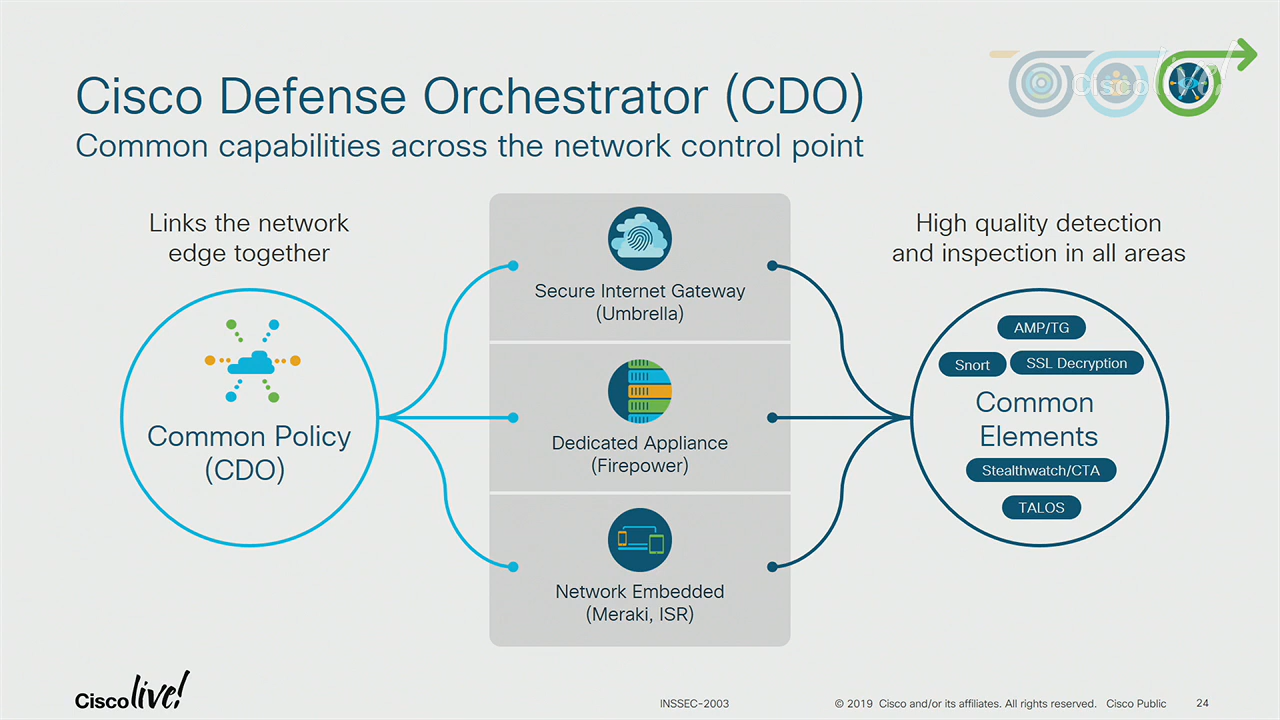 Cisco live!
Cisco Defense Orchestrator (CDO)
Common capabilities across the network control point
Links the network
edge together
Common Policy
(CDO)
Secure Internet Gateway
(Umbrella)
Dedicated Appliance
(Firepower)
Network Embedded
(Meraki, ISR)
High quality detection
and inspection in all areas
AMP/TG
Snort
SSL Decryption
Common
Elements
Stealthwatch/CTA
TALOS
Cisco live!
INSSEC-2003
© 2019 Cisco and/or its affiliates. All rights reserved. Cisco Public
24